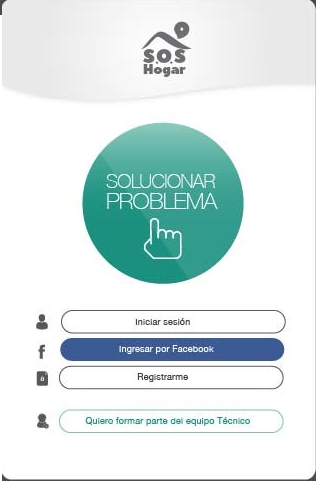 S.O.S
Hogar
SOLUCIONAR
PROBLEMA
Iniciar sesión
f
Ingresar por Facebook
Registrarme
Quiero formar parte del equipo Técnico